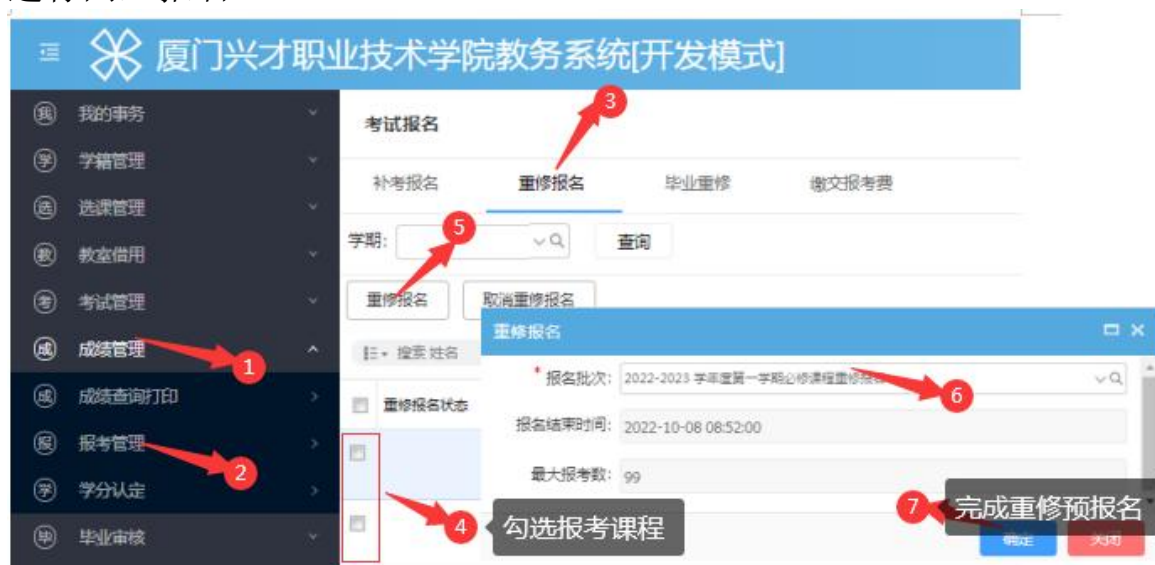 厦门兴才职业技术学院教务系统[开发模式]
我 我的事务
学 学籍管理
选 选课管理
教 教室借用
考 考试管理
成 成绩管理
成 成绩查询打印
报 报考管理
学 学分认定
毕 毕业审核
1
2
3
考试报名
补考报名 重修报名 毕业重修 缴交报考费
5
学期: 查询
重修报名 取消重修报名
搜索 姓名
重修报名状态
4 勾选报考课程
重修报名
* 报名批次: 2022-2023 学年度第一学期必修课程重修
6
报名结束时间: 2022-10-08 08:52:00
最大报考数: 99
7 完成重修预报名
确定 关闭